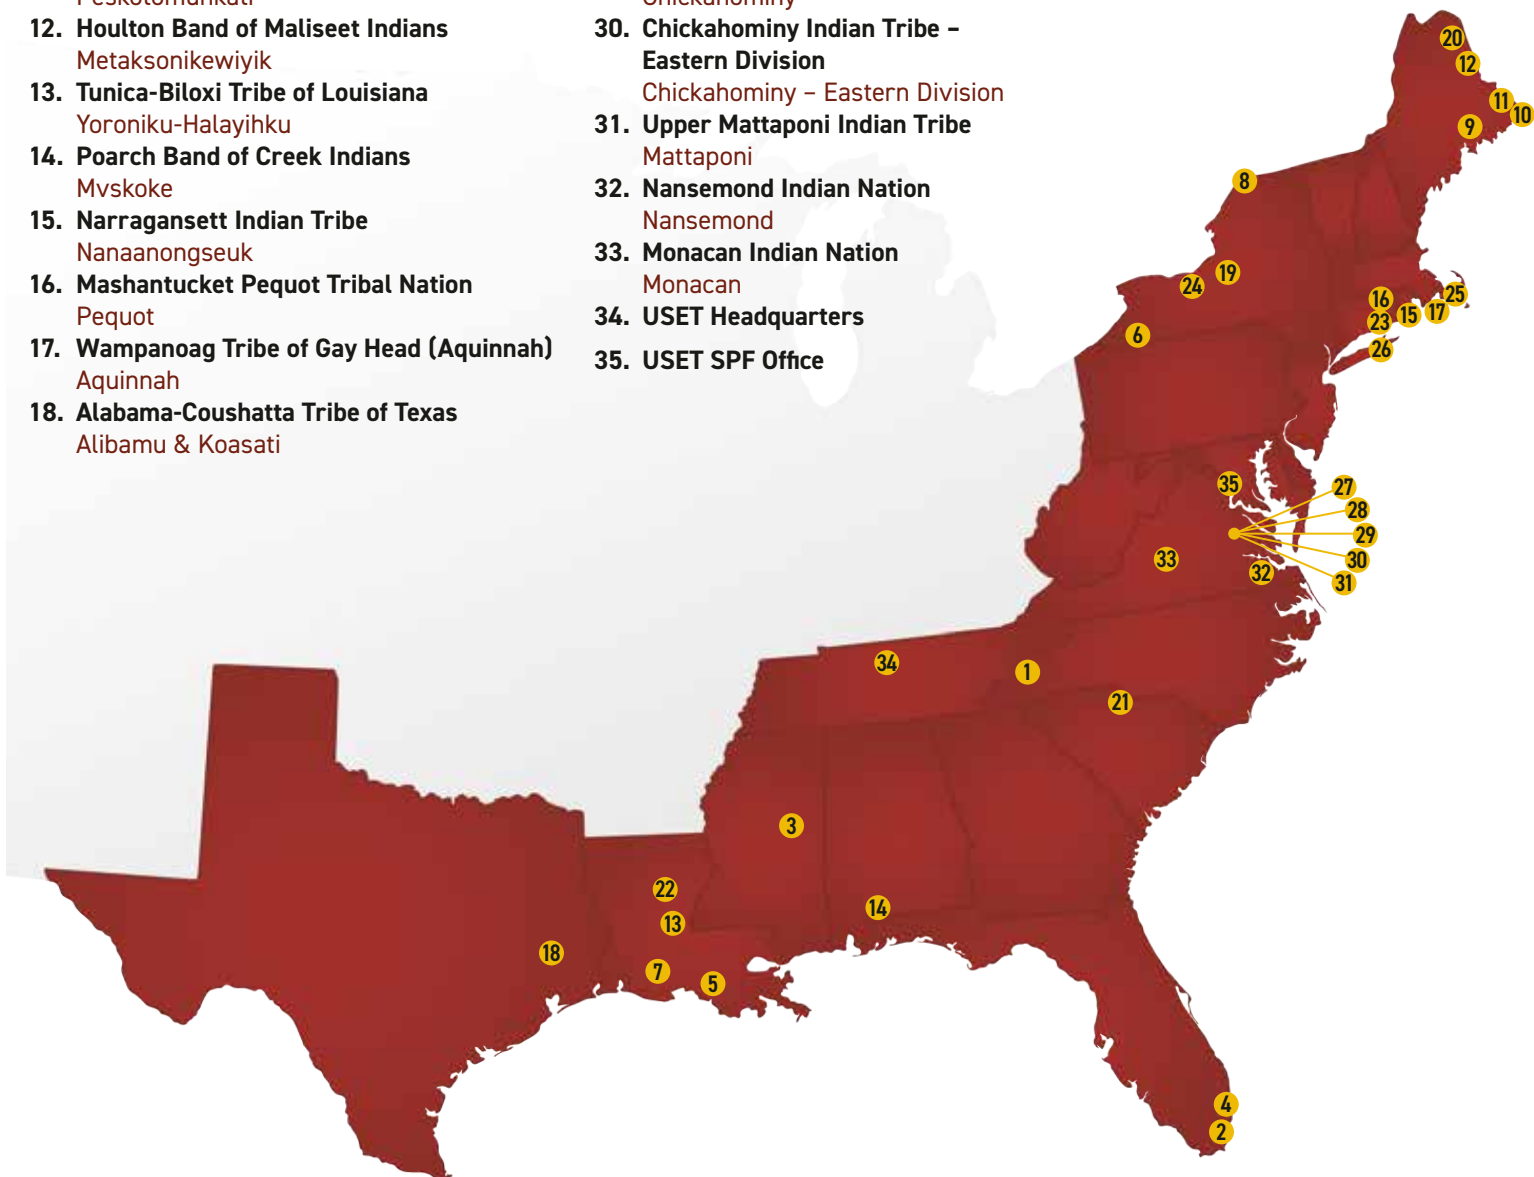 Peskotomuhkati
12. Houlton Band of Maliseet Indians
Metaksonikewiyik
13. Tunica-Biloxi Tribe of Louisiana
Yoroniku-Halayihku
14. Poarch Band of Creek Indians
Mvskoke
15. Narragansett Indian Tribe
Nanaanongseuk
16. Mashantucket Pequot Tribal Nation
Pequot
17. Wampanoag Tribe of Gay Head (Aquinnah)
Aquinnah
18. Alabama-Coushatta Tribe of Texas
Alibamu & Koasati
Chickahominy
30. Chickahominy Indian Tribe –
Eastern Division
Chickahominy – Eastern Division
31. Upper Mattaponi Indian Tribe
Mattaponi
32. Nansemond Indian Nation
Nansemond
33. Monacan Indian Nation
Monacan
34. USET Headquarters
35. USET SPF Office
20
12
11
10
9
8
19
24
25
16
17
15
23
6
26
35
27
28
29
30
31
33
32
34
1
21
3
22
14
13
18
7
5
4
2